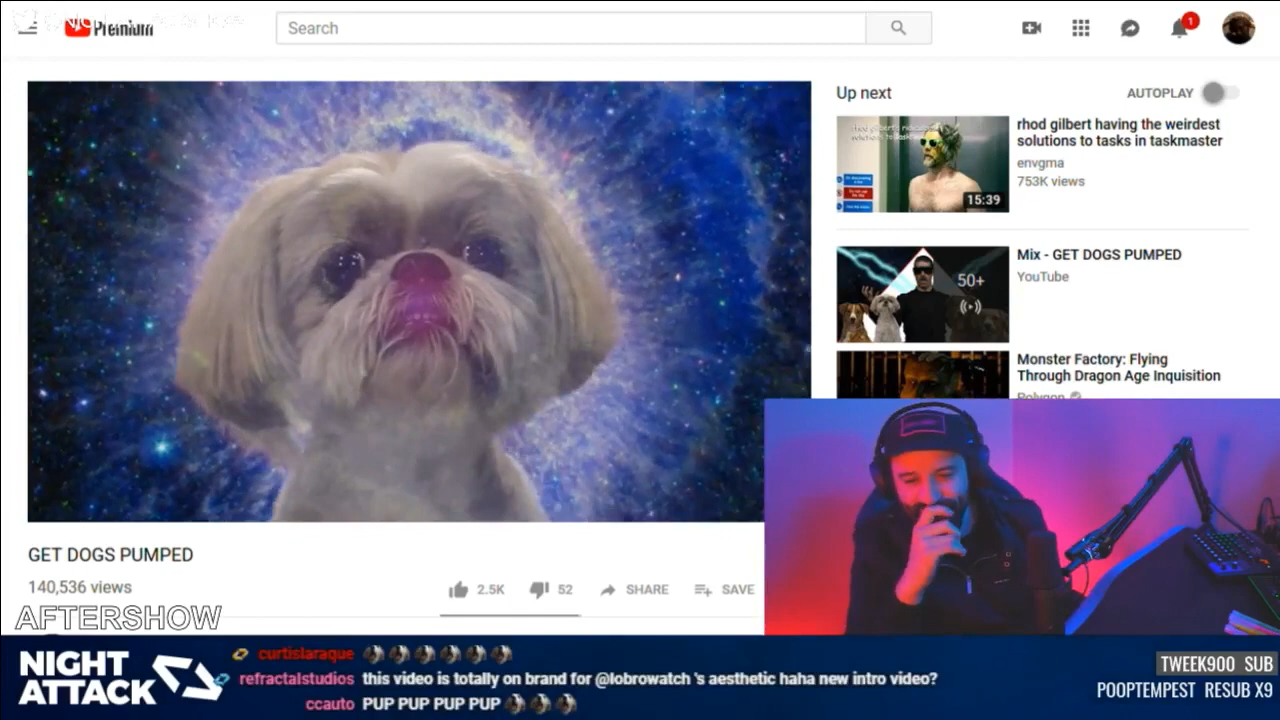 Premium
Search
1
Up next
AUTOPLAY
rhod gilbert having the weirdest
solutions to tasks in taskmaster
envgma
753K views
15:39
Mix - GET DOGS PUMPED
YouTube
50+
Monster Factory: Flying
Through Dragon Age Inquisition
Polygon
GET DOGS PUMPED
140,536 views
2.5K
52
SHARE
SAVE
AFTERSHOW
NIGHT
ATTACK
curtislaraque
refractalstudios this video is totally on brand for @lobrowatch 's aesthetic haha new intro video?
ccauto PUP PUP PUP PUP
TWEEK900 SUB
POOPTEMPEST RESUB X9